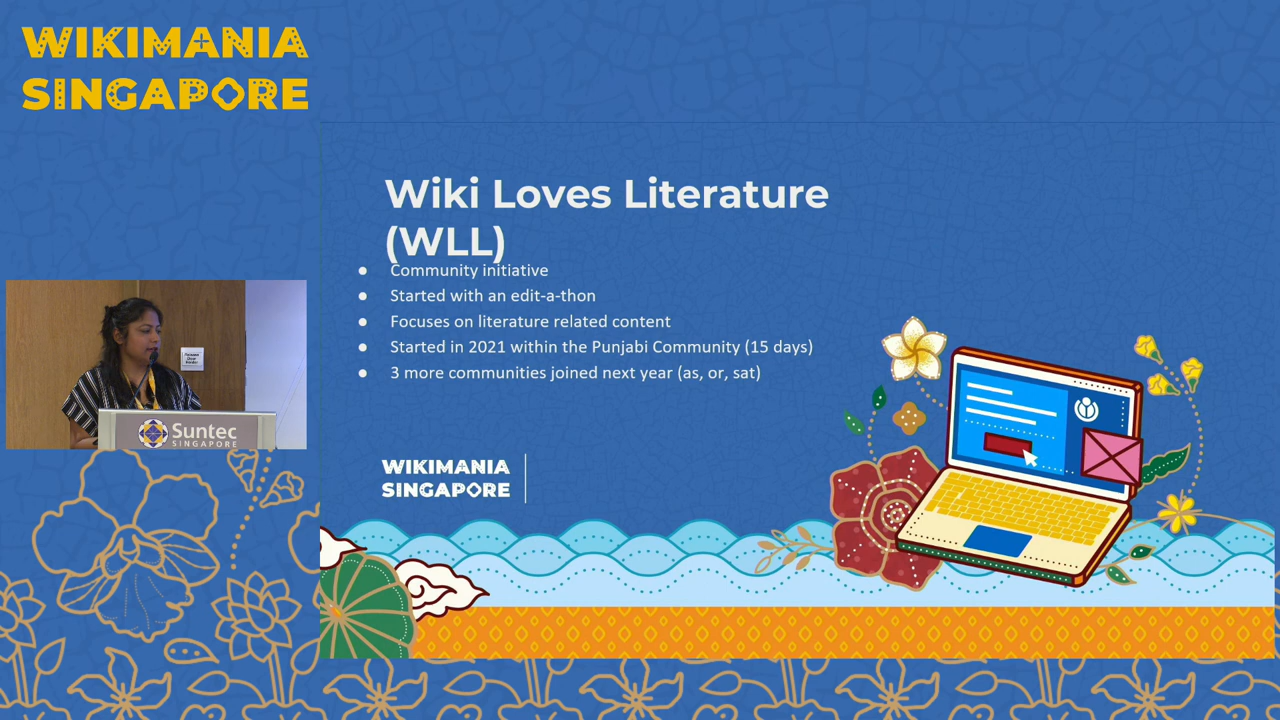 WIKIMANIA
SINGAPORE
Wiki Loves Literature
(WLL)
● Community initiative
● Started with an edit-a-thon
● Focuses on literature related content
● Started in 2021 within the Punjabi Community (15 days)
● 3 more communities joined next year (as, or, sat)
Suntec
SINGAPORE
WIKIMANIA
SINGAPORE